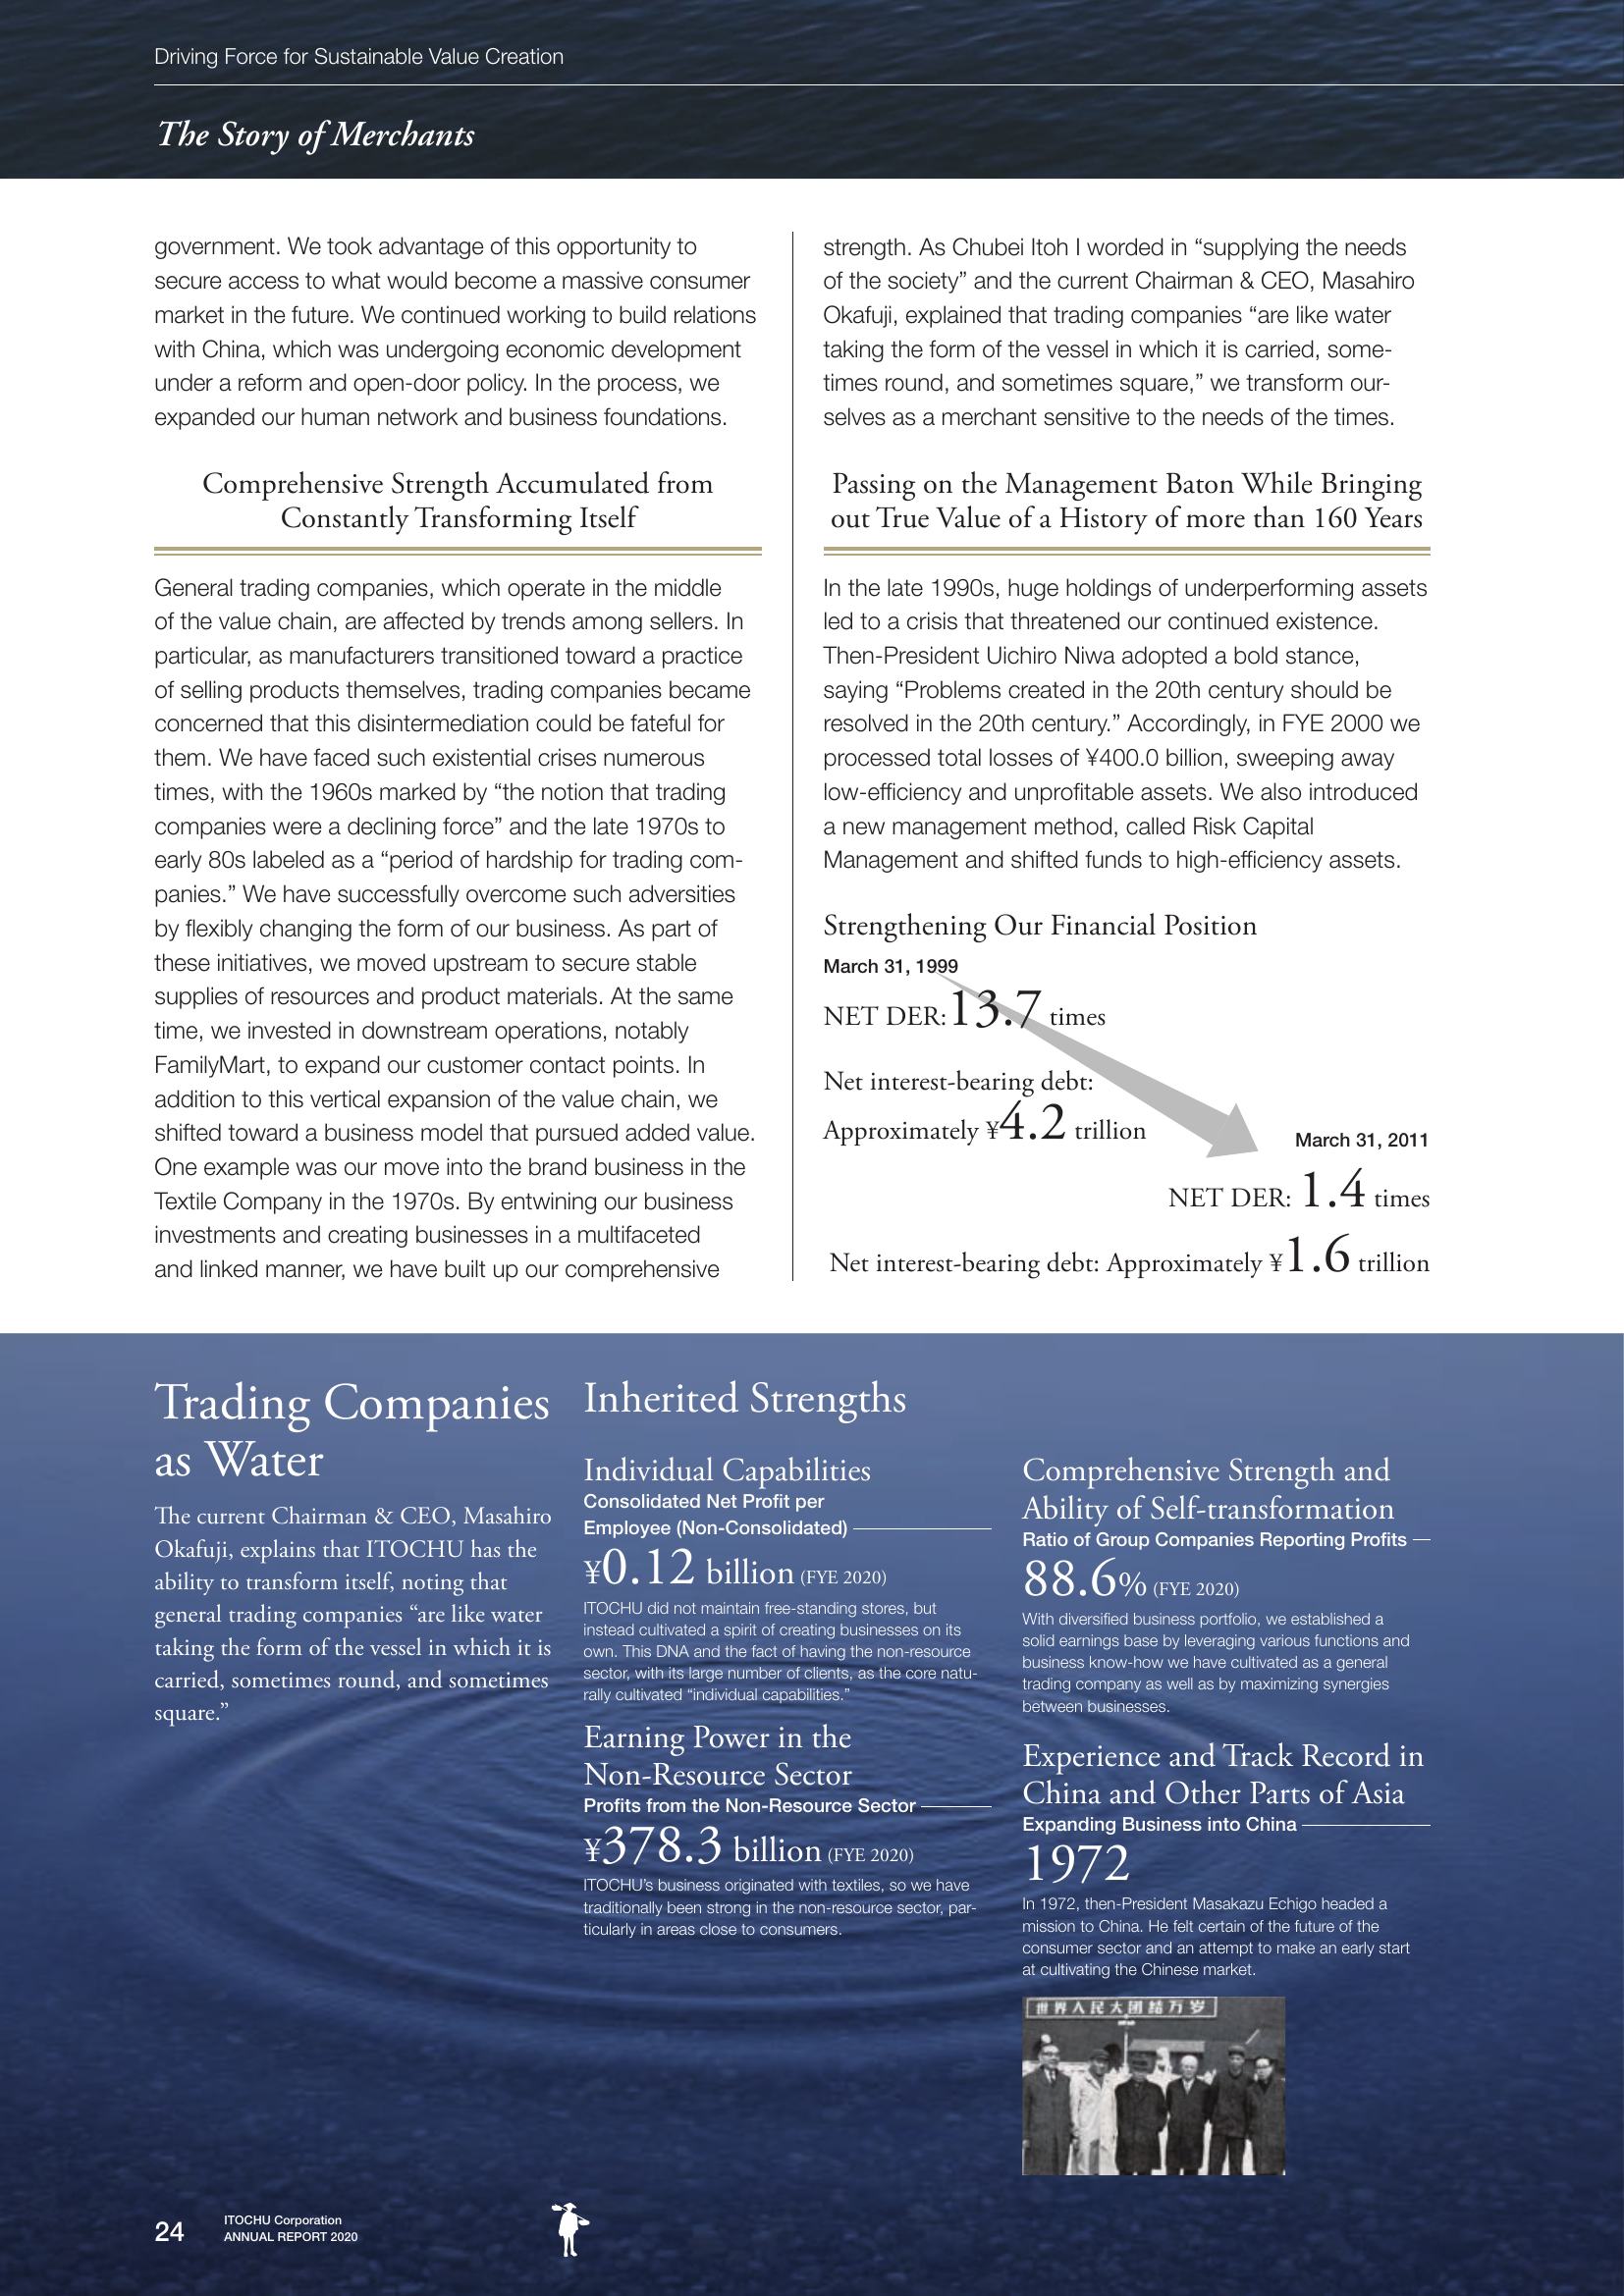 Driving Force for Sustainable Value Creation
The Story of Merchants
government. We took advantage of this opportunity to
secure access to what would become a massive consumer
market in the future. We continued working to build relations
with China, which was undergoing economic development
under a reform and open-door policy. In the process, we
expanded our human network and business foundations.
Comprehensive Strength Accumulated from
Constantly Transforming Itself
General trading companies, which operate in the middle
of the value chain, are affected by trends among sellers. In
particular, as manufacturers transitioned toward a practice
of selling products themselves, trading companies became
concerned that this disintermediation could be fateful for
them. We have faced such existential crises numerous
times, with the 1960s marked by “the notion that trading
companies were a declining force” and the late 1970s to
early 80s labeled as a “period of hardship for trading com-
panies.” We have successfully overcome such adversities
by flexibly changing the form of our business. As part of
these initiatives, we moved upstream to secure stable
supplies of resources and product materials. At the same
time, we invested in downstream operations, notably
FamilyMart, to expand our customer contact points. In
addition to this vertical expansion of the value chain, we
shifted toward a business model that pursued added value.
One example was our move into the brand business in the
Textile Company in the 1970s. By entwining our business
investments and creating businesses in a multifaceted
and linked manner, we have built up our comprehensive
strength. As Chubei Itoh I worded in “supplying the needs
of the society” and the current Chairman & CEO, Masahiro
Okafuji, explained that trading companies “are like water
taking the form of the vessel in which it is carried, some-
times round, and sometimes square,” we transform our-
selves as a merchant sensitive to the needs of the times.
Passing on the Management Baton While Bringing
out True Value of a History of more than 160 Years
In the late 1990s, huge holdings of underperforming assets
led to a crisis that threatened our continued existence.
Then-President Uichiro Niwa adopted a bold stance,
saying “Problems created in the 20th century should be
resolved in the 20th century.” Accordingly, in FYE 2000 we
processed total losses of ¥400.0 billion, sweeping away
low-efficiency and unprofitable assets. We also introduced
a new management method, called Risk Capital
Management and shifted funds to high-efficiency assets.
Strengthening Our Financial Position
March 31, 1999
NET DER: 13.7 times
Net interest-bearing debt:
Approximately ¥4.2 trillion
March 31, 2011
NET DER: 1.4 times
Net interest-bearing debt: Approximately ¥1.6 trillion
Trading Companies
as Water
The current Chairman & CEO, Masahiro
Okafuji, explains that ITOCHU has the
ability to transform itself, noting that
general trading companies “are like water
taking the form of the vessel in which it is
carried, sometimes round, and sometimes
square.”
Inherited Strengths
Individual Capabilities
Consolidated Net Profit per
Employee (Non-Consolidated)
¥0.12 billion (FYE 2020)
ITOCHU did not maintain free-standing stores, but
instead cultivated a spirit of creating businesses on its
own. This DNA and the fact of having the non-resource
sector, with its large number of clients, as the core natu-
rally cultivated “individual capabilities.”
Earning Power in the
Non-Resource Sector
Profits from the Non-Resource Sector
¥378.3 billion (FYE 2020)
ITOCHU’s business originated with textiles, so we have
traditionally been strong in the non-resource sector, par-
ticularly in areas close to consumers.
Comprehensive Strength and
Ability of Self-transformation
Ratio of Group Companies Reporting Profits
88.6% (FYE 2020)
With diversified business portfolio, we established a
solid earnings base by leveraging various functions and
business know-how we have cultivated as a general
trading company as well as by maximizing synergies
between businesses.
Experience and Track Record in
China and Other Parts of Asia
Expanding Business into China
1972
In 1972, then-President Masakazu Echigo headed a
mission to China. He felt certain of the future of the
consumer sector and an attempt to make an early start
at cultivating the Chinese market.
世界人民大团结万岁
24
ITOCHU Corporation
ANNUAL REPORT 2020